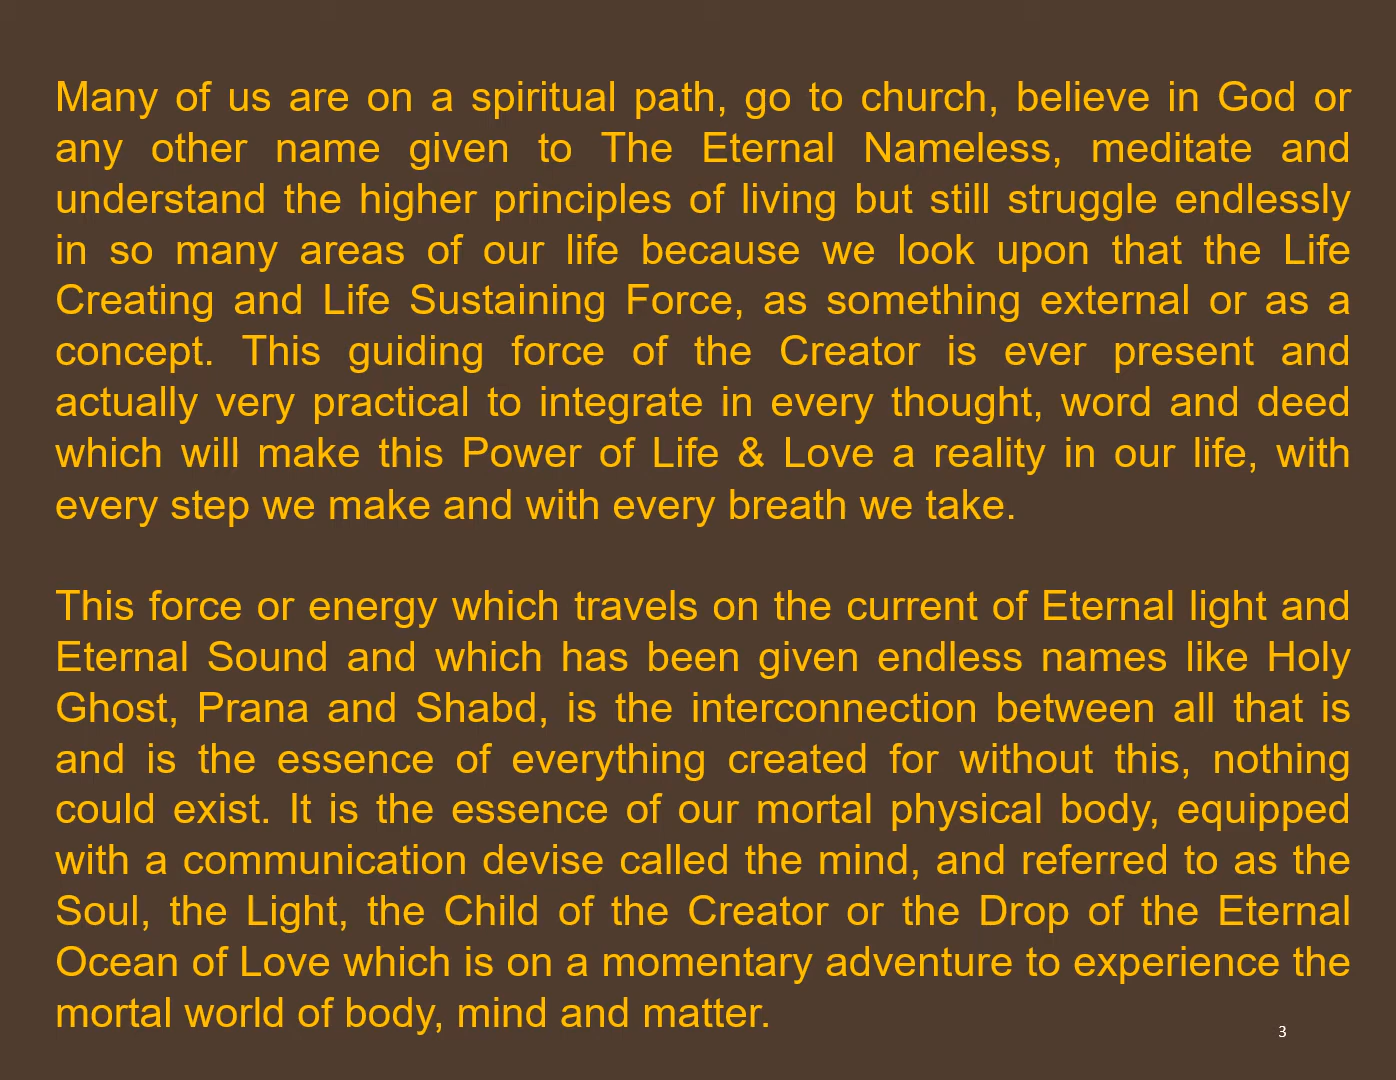 Many of us are on a spiritual path, go to church, believe in God or
any other name given to The Eternal Nameless, meditate and
understand the higher principles of living but still struggle endlessly
in so many areas of our life because we look upon that the Life
Creating and Life Sustaining Force, as something external or as a
concept. This guiding force of the Creator is ever present and
actually very practical to integrate in every thought, word and deed
which will make this Power of Life & Love a reality in our life, with
every step we make and with every breath we take.
This force or energy which travels on the current of Eternal light and
Eternal Sound and which has been given endless names like Holy
Ghost, Prana and Shabd, is the interconnection between all that is
and is the essence of everything created for without this, nothing
could exist. It is the essence of our mortal physical body, equipped
with a communication devise called the mind, and referred to as the
Soul, the Light, the Child of the Creator or the Drop of the Eternal
Ocean of Love which is on a momentary adventure to experience the
mortal world of body, mind and matter.
3